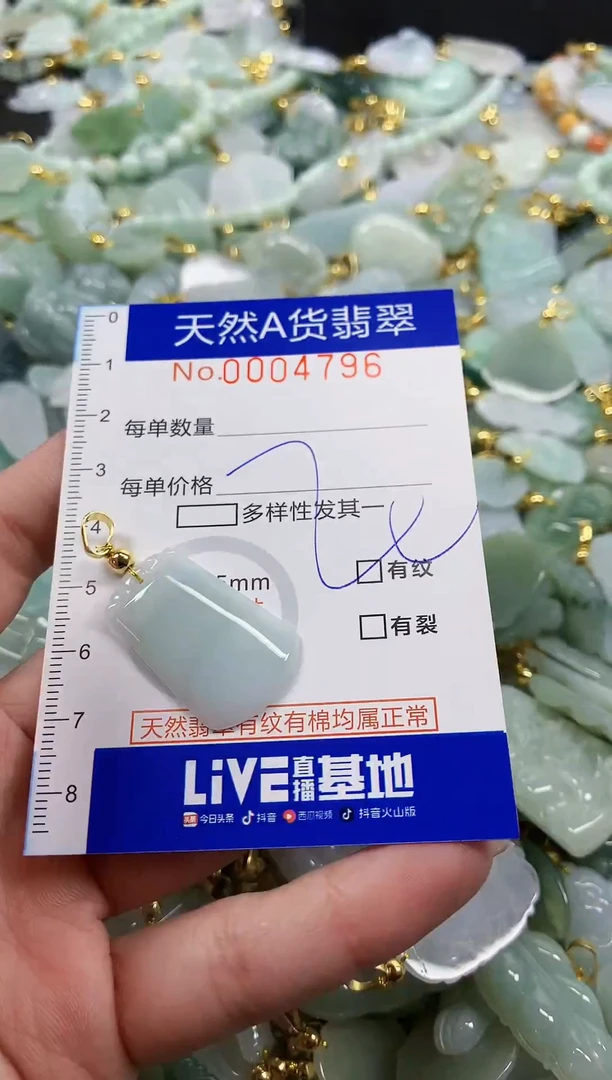 天然A货翡翠
No.0004796
0
1
2
3
4
5
6
7
8
每单数量
每单价格
多样性发其一
5mm
有纹
有裂
天然翡翠有纹有棉均属正常
LiVE直播基地
头条 今日头条 抖音 西瓜视频 抖音火山版